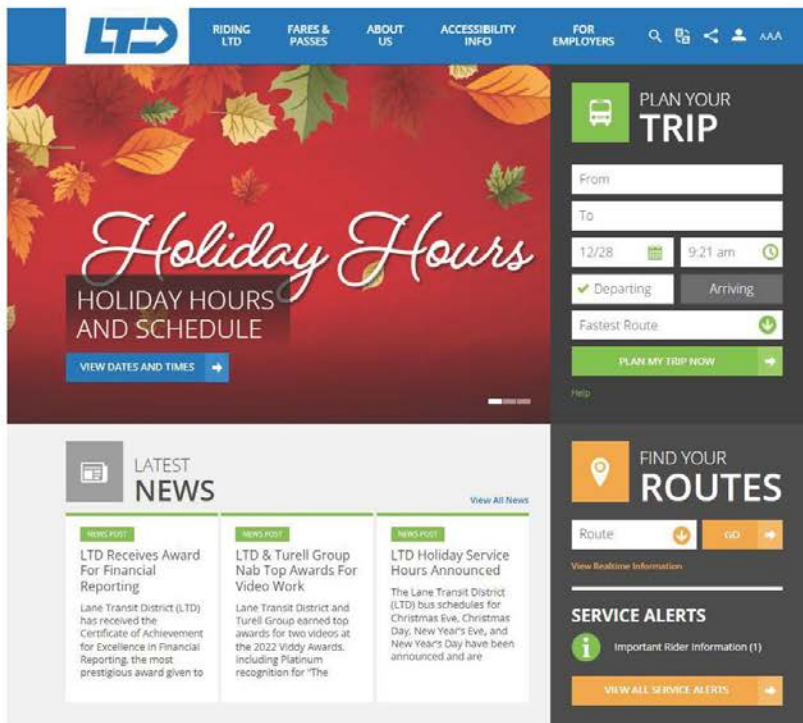 LTD
RIDING
LTD
FARES &
PASSES
ABOUT
US
ACCESSIBILITY
INFO
FOR
EMPLOYERS
AAA
Holiday Hours
HOLIDAY HOURS
AND SCHEDULE
VIEW DATES AND TIMES
PLAN YOUR
TRIP
From
To
12/28
9:21 am
Departing
Arriving
Fastest Route
PLAN MY TRIP NOW
Help
LATEST
NEWS
View All News
NEWS POST
LTD Receives Award
For Financial
Reporting
Lane Transit District (LTD)
has received the
Certificate of Achievement
for Excellence in Financial
Reporting, the most
prestigious award given to
NEWS POST
LTD & Turell Group
Nab Top Awards For
Video Work
Lane Transit District and
Turell Group earned top
awards for two videos at
the 2022 Viddy Awards,
including Platinum
recognition for "The
NEWS POST
LTD Holiday Service
Hours Announced
The Lane Transit District
(LTD) bus schedules for
Christmas Eve, Christmas
Day, New Year's Eve, and
New Year's Day have been
announced and are
FIND YOUR
ROUTES
Route
GO
View Realtime Information
SERVICE ALERTS
Important Rider Information (1)
VIEW ALL SERVICE ALERTS